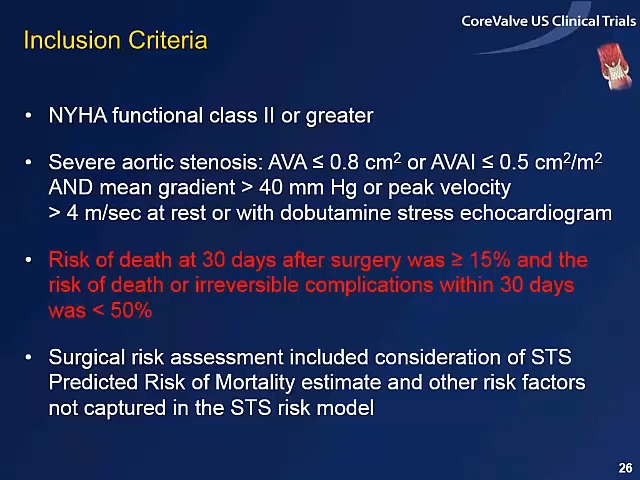 CoreValve US Clinical Trials
Inclusion Criteria
• NYHA functional class II or greater
• Severe aortic stenosis: AVA ≤ 0.8 cm² or AVAI ≤ 0.5 cm²/m²
AND mean gradient > 40 mm Hg or peak velocity
> 4 m/sec at rest or with dobutamine stress echocardiogram
• Risk of death at 30 days after surgery was ≥ 15% and the
risk of death or irreversible complications within 30 days
was < 50%
• Surgical risk assessment included consideration of STS
Predicted Risk of Mortality estimate and other risk factors
not captured in the STS risk model
26